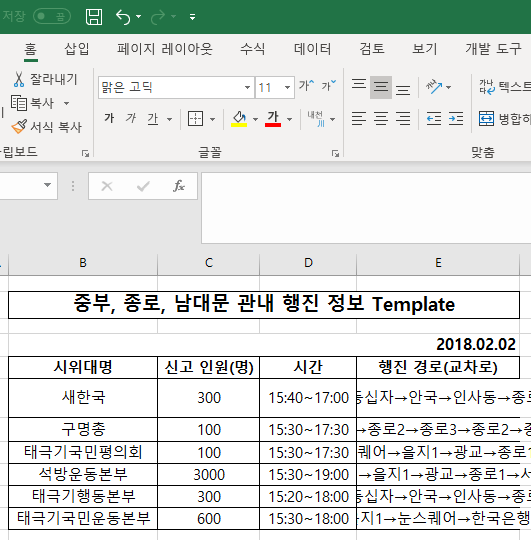 저장 끔
홈 삽입 페이지 레이아웃 수식 데이터 검토 보기 개발 도구
잘라내기
복사
서식 복사
맑은 고딕 11 가 가
가 가 가 가 내천
텍스트
병합하
립보드 글꼴 맞춤
fx
B C D E
중부, 종로, 남대문 관내 행진 정보 Template
2018.02.02
시위대명 신고 인원(명) 시간 행진 경로(교차로)
새한국 300 15:40~17:00 십자→안국→인사동→종로
구명총 100 15:30~17:30 →종로2→종로3→종로2→종
태극기국민평의회 100 15:30~17:30 퀘어→을지1→광교→종로1
석방운동본부 3000 15:30~19:00 →을지1→광교→종로1→서
태극기행동본부 300 15:20~18:00 십자→안국→인사동→종로
태극기국민운동본부 600 15:30~18:00 지1→눈스퀘어→한국은행